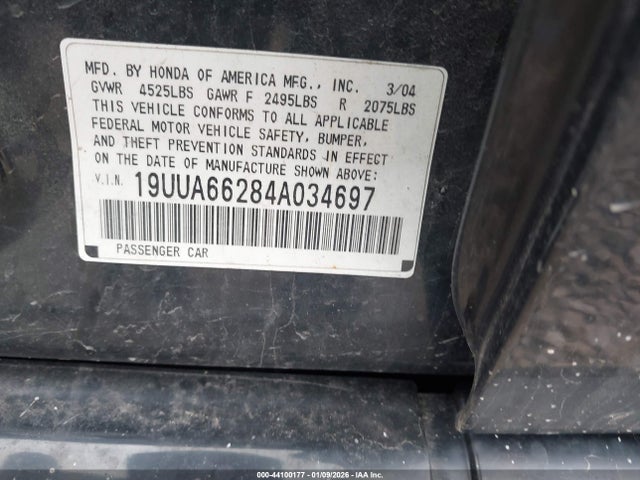 MFD. BY HONDA OF AMERICA MFG., INC. 3/04
GVWR 4525LBS GAWR F 2495LBS R 2075LBS
THIS VEHICLE CONFORMS TO ALL APPLICABLE
FEDERAL MOTOR VEHICLE SAFETY, BUMPER,
AND THEFT PREVENTION STANDARDS IN EFFECT
ON THE DATE OF MANUFACTURE SHOWN ABOVE:
V.I.N. 19UUA66284A034697
PASSENGER CAR
000-44100177 - 01/09/2026 - IAA Inc.